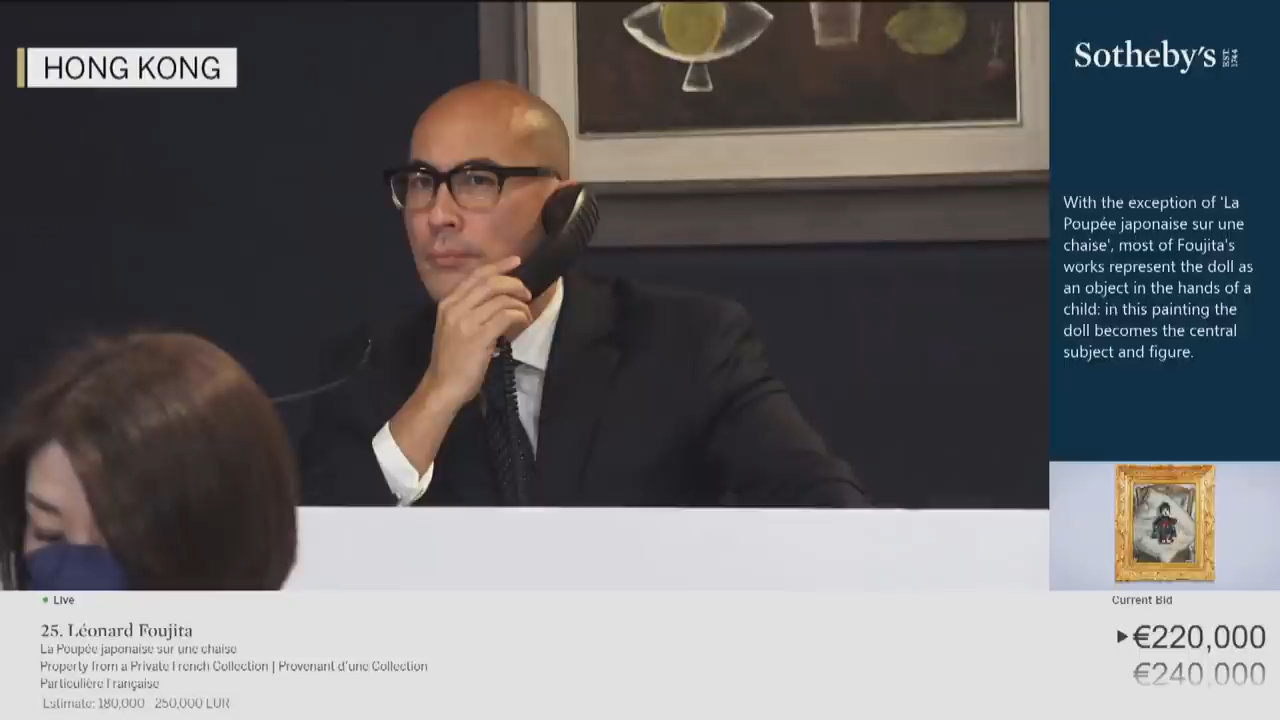 HONG KONG
Sotheby's EST. 1744
With the exception of 'La
Poupée japonaise sur une
chaise', most of Foujita's
works represent the doll as
an object in the hands of a
child: in this painting the
doll becomes the central
subject and figure.
Live
25. Léonard Foujita
La Poupée japonaise sur une chaise
Property from a Private French Collection | Provenant d'une Collection
Particulière Française
Estimate: 180,000 - 250,000 EUR
Current Bid
€220,000
€240,000